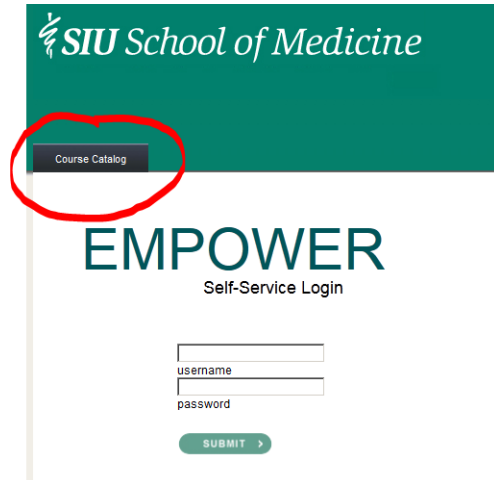 SIU School of Medicine
Course Catalog
EMPOWER
Self-Service Login
username
password
SUBMIT